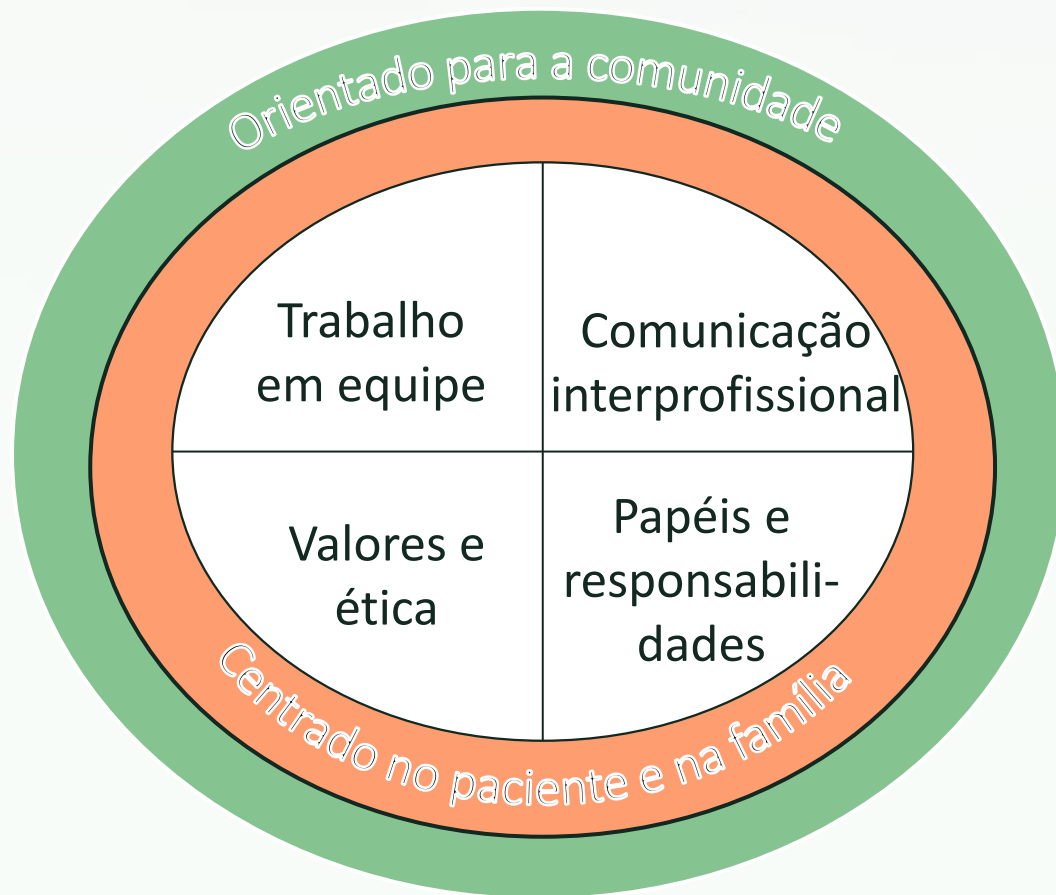 Orientado para a comunidade
Trabalho
em equipe
Comunicação
interprofissional
Valores e
ética
Papéis e
responsabili-
dades
Centrado no paciente e na família